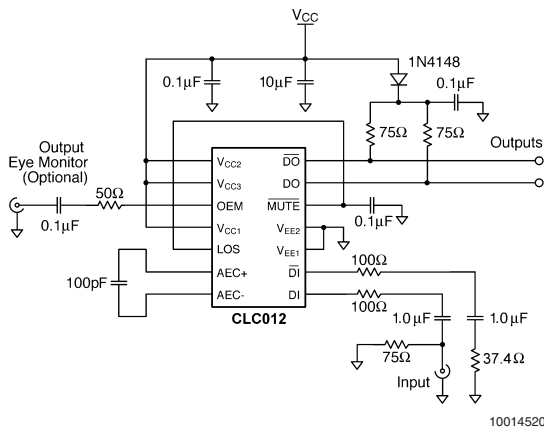 VCC
1N4148
0.1μF
10μF
0.1μF
75Ω
75Ω
Outputs
Output
Eye Monitor
(Optional)
50Ω
0.1μF
VCC2
VCC3
OEM
VCC1
LOS
AEC+
AEC-
DO
DO
MUTE
VEE2
VEE1
DI
DI
0.1μF
100pF
CLC012
100Ω
100Ω
1.0μF
1.0μF
75Ω
37.4Ω
Input
10014520